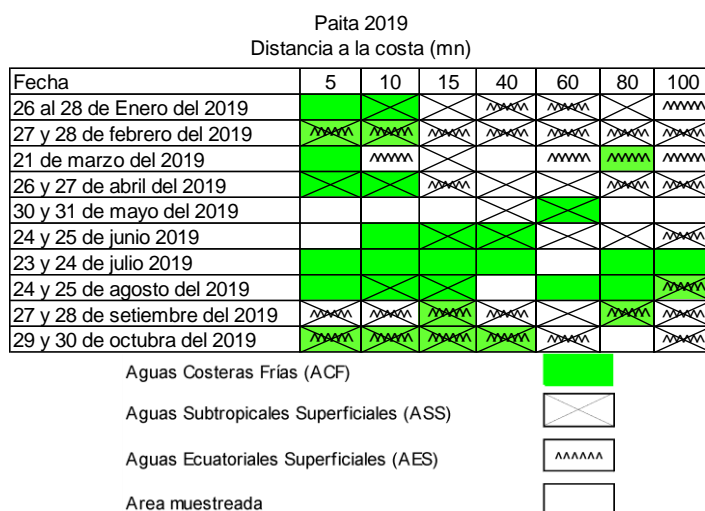 Paita 2019
Distancia a la costa (mn)
Fecha 5 10 15 40 60 80 100
26 al 28 de Enero del 2019
27 y 28 de febrero del 2019
21 de marzo del 2019
26 y 27 de abril del 2019
30 y 31 de mayo del 2019
24 y 25 de junio 2019
23 y 24 de julio 2019
24 y 25 de agosto del 2019
27 y 28 de setiembre del 2019
29 y 30 de octubra del 2019
Aguas Costeras Frías (ACF)
Aguas Subtropicales Superficiales (ASS)
Aguas Ecuatoriales Superficiales (AES)
Area muestreada